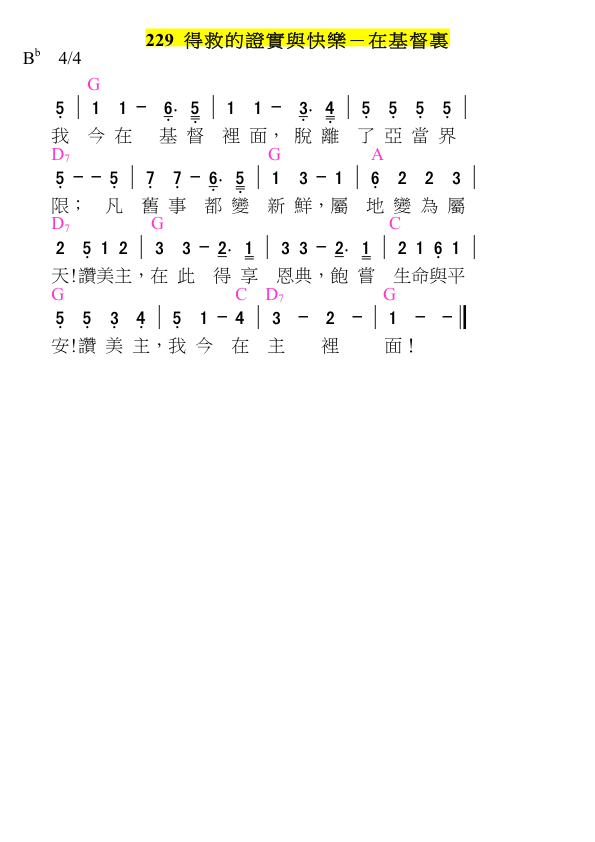 229 得救的證實與快樂－在基督裏
Bb 4/4
G
5 | 1 1 - 6· 5 | 1 1 - 3· 4 | 5 5 5 5 |
我 今 在 基 督 裡 面， 脫 離 了 亞 當 界
D7 G A
5 - - 5 | 7 7 - 6· 5 | 1 3 - 1 | 6 2 2 3 |
限； 凡 舊 事 都 變 新 鮮，屬 地 變 為 屬
D7 G C
2 5 1 2 | 3 3 - 2· 1 | 3 3 - 2· 1 | 2 1 6 1 |
天!讚美主，在 此 得 享 恩典，飽 嘗 生命與平
G C D7 G
5 5 3 4 | 5 1 - 4 | 3 - 2 - | 1 - - ||
安!讚 美 主，我 今 在 主 裡 面！